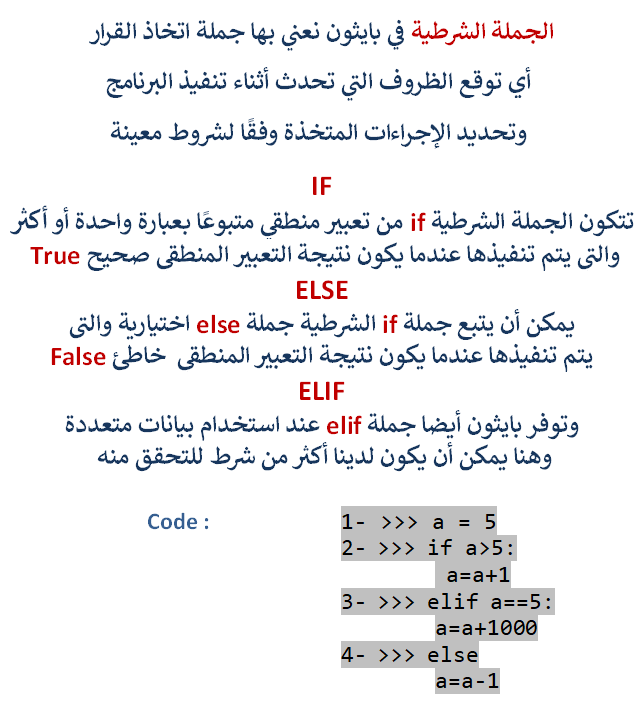 الجملة الشرطية في بايثون نعني بها جملة اتخاذ القرار
أي توقع الظروف التي تحدث أثناء تنفيذ البرنامج
وتحديد الإجراءات المتخذة وفقًا لشروط معينة
IF
تتكون الجملة الشرطية if من تعبير منطقي متبوعًا بعبارة واحدة أو أكثر
والتى يتم تنفيذها عندما يكون نتيجة التعبير المنطقى صحيح True
ELSE
يمكن أن يتبع جملة if الشرطية جملة else اختيارية والتى
يتم تنفيذها عندما يكون نتيجة التعبير المنطقى خاطئ False
ELIF
وتوفر بايثون أيضا جملة elif عند استخدام بيانات متعددة
وهنا يمكن أن يكون لدينا أكثر من شرط للتحقق منه
Code :
1- >>> a = 5
2- >>> if a>5:
a=a+1
3- >>> elif a==5:
a=a+1000
4- >>> else
a=a-1